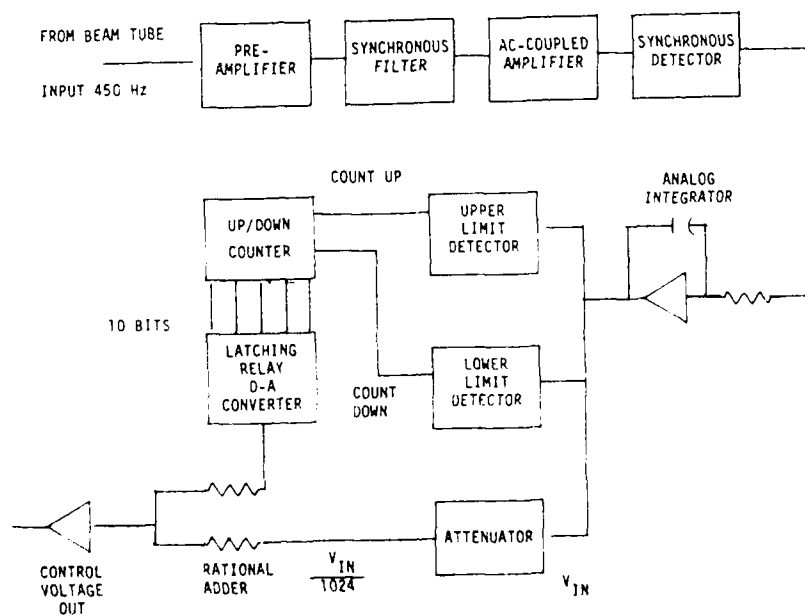 FROM BEAM TUBE
INPUT 450 Hz
PRE-
AMPLIFIER
SYNCHRONOUS
FILTER
AC-COUPLED
AMPLIFIER
SYNCHRONOUS
DETECTOR
COUNT UP
ANALOG
INTEGRATOR
UP/DOWN
COUNTER
UPPER
LIMIT
DETECTOR
10 BITS
LATCHING
RELAY
D-A
CONVERTER
COUNT
DOWN
LOWER
LIMIT
DETECTOR
ATTENUATOR
CONTROL
VOLTAGE
OUT
RATIONAL
ADDER
V IN
1024
V IN